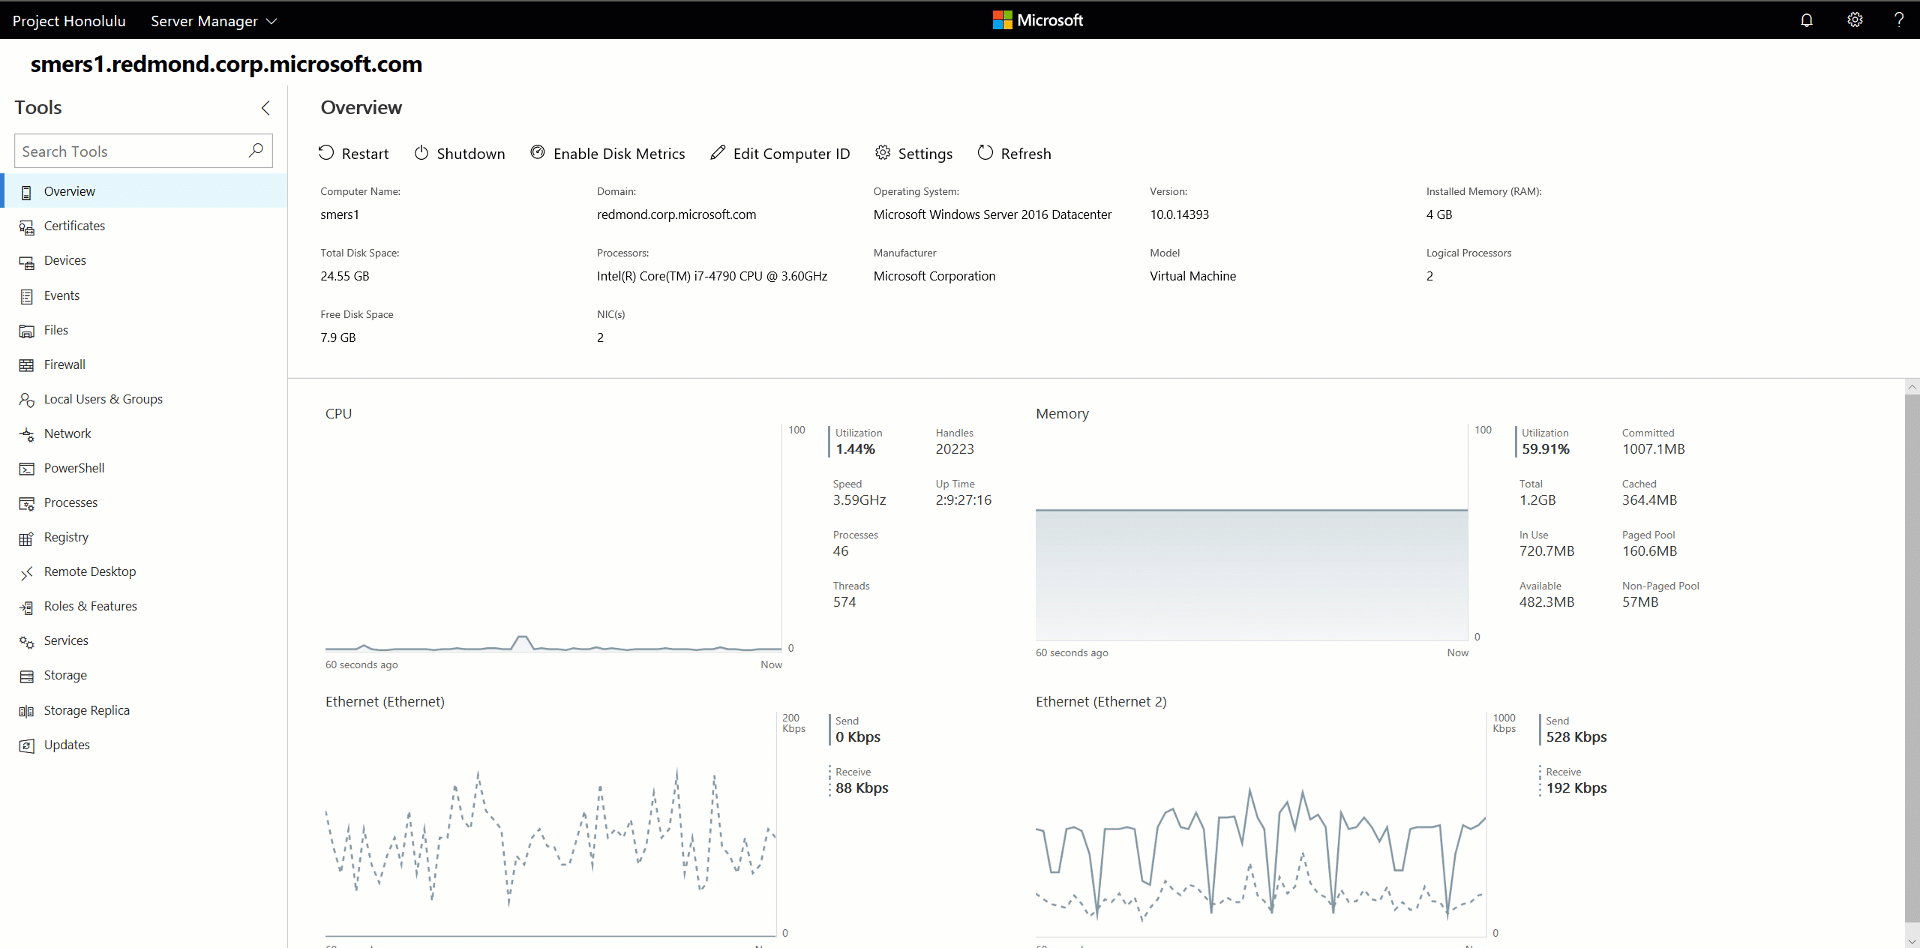 Project Honolulu Server Manager Microsoft ?
smers1.redmond.corp.microsoft.com
Tools
Search Tools
Overview
Certificates
Devices
Events
Files
Firewall
Local Users & Groups
Network
PowerShell
Processes
Registry
Remote Desktop
Roles & Features
Services
Storage
Storage Replica
Updates
Overview
Restart Shutdown Enable Disk Metrics Edit Computer ID Settings Refresh
Computer Name: Domain: Operating System: Version: Installed Memory (RAM):
smers1 redmond.corp.microsoft.com Microsoft Windows Server 2016 Datacenter 10.0.14393 4 GB
Total Disk Space: Processors: Manufacturer Model Logical Processors
24.55 GB Intel(R) Core(TM) i7-4790 CPU @ 3.60GHz Microsoft Corporation Virtual Machine 2
Free Disk Space NIC(s)
7.9 GB 2
CPU
100
Utilization Handles
1.44% 20223
Speed Up Time
3.59GHz 2:9:27:16
Processes
46
Threads
574
0
60 seconds ago Now
Memory
100
Utilization Committed
59.91% 1007.1MB
Total Cached
1.2GB 364.4MB
In Use Paged Pool
720.7MB 160.6MB
Available Non-Paged Pool
482.3MB 57MB
0
60 seconds ago Now
Ethernet (Ethernet)
200
Kbps
Send
0 Kbps
Receive
88 Kbps
0
Ethernet (Ethernet 2)
1000
Kbps
Send
528 Kbps
Receive
192 Kbps
0